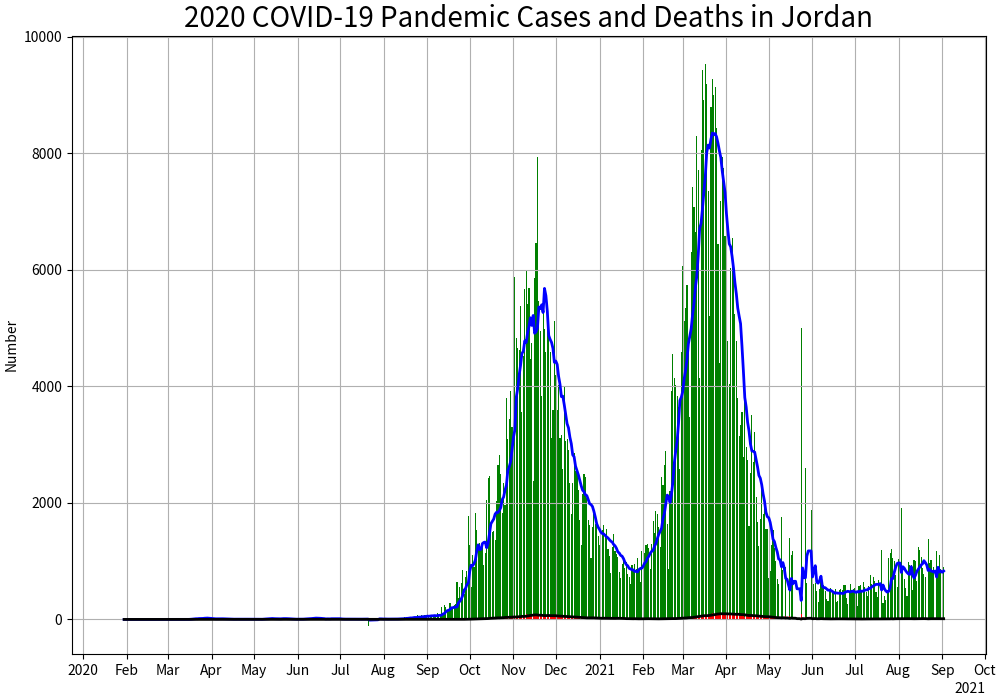 2020 COVID-19 Pandemic Cases and Deaths in Jordan
10000
8000
6000
4000
2000
0
Number
2020 Feb Mar Apr May Jun Jul Aug Sep Oct Nov Dec 2021 Feb Mar Apr May Jun Jul Aug Sep Oct
2021